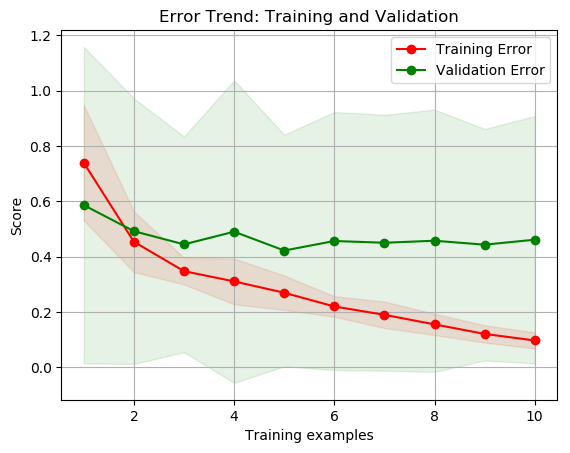 Error Trend: Training and Validation
Training Error
Validation Error
Score
1.2
1.0
0.8
0.6
0.4
0.2
0.0
2
4
6
8
10
Training examples